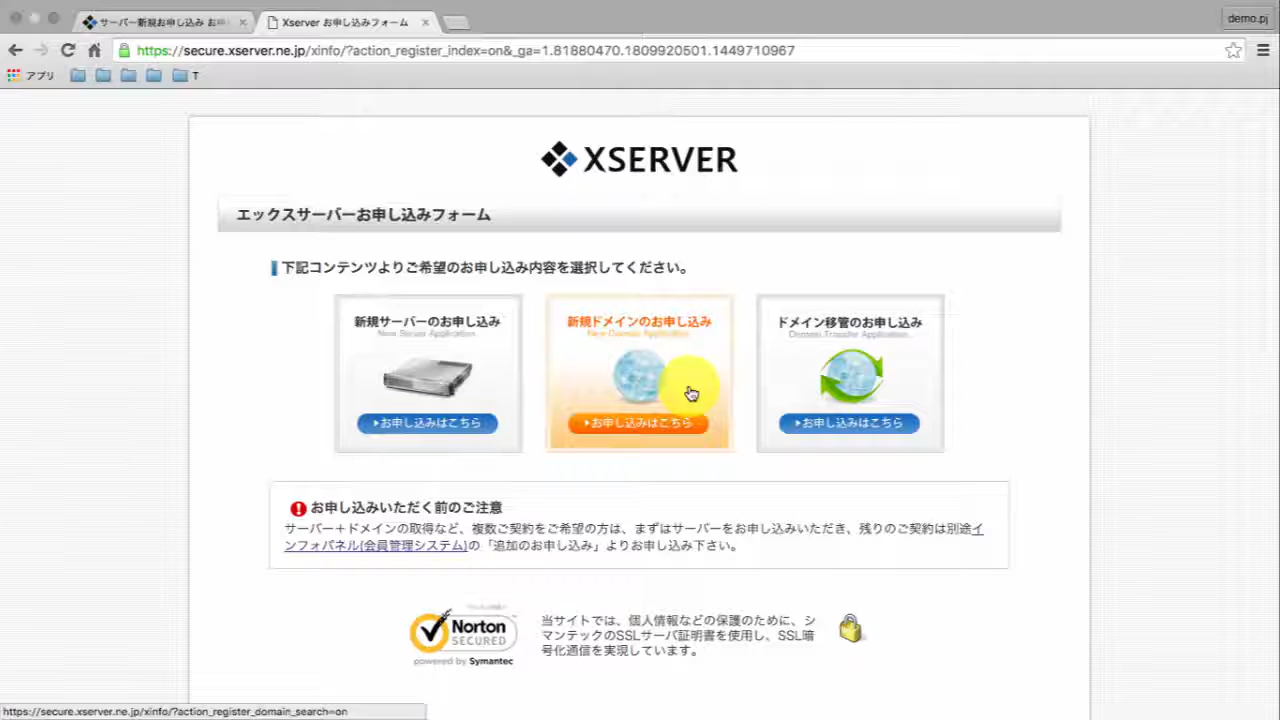 サーバー新規お申し込み お申
Xserver お申し込みフォーム
demo.pj
https://secure.xserver.ne.jp/xinfo/?action_register_index=on&_ga=1.81880470.1809920501.1449710967
アプリ
T
XSERVER
エックスサーバーお申し込みフォーム
下記コンテンツよりご希望のお申し込み内容を選択してください。
新規サーバーのお申し込み
New Server Application
お申し込みはこちら
新規ドメインのお申し込み
New Domain Application
お申し込みはこちら
ドメイン移管のお申し込み
Domain Transfer Application
お申し込みはこちら
お申し込みいただく前のご注意
サーバー＋ドメインの取得など、複数ご契約をご希望の方は、まずはサーバーをお申し込みいただき、残りのご契約は別途イ
ンフォパネル(会員管理システム)の「追加のお申し込み」よりお申し込み下さい。
Norton
SECURED
powered by Symantec
当サイトでは、個人情報などの保護のために、シ
マンテックのSSLサーバ証明書を使用し、SSL暗
号化通信を実現しています。
https://secure.xserver.ne.jp/xinfo/?action_register_domain_search=on